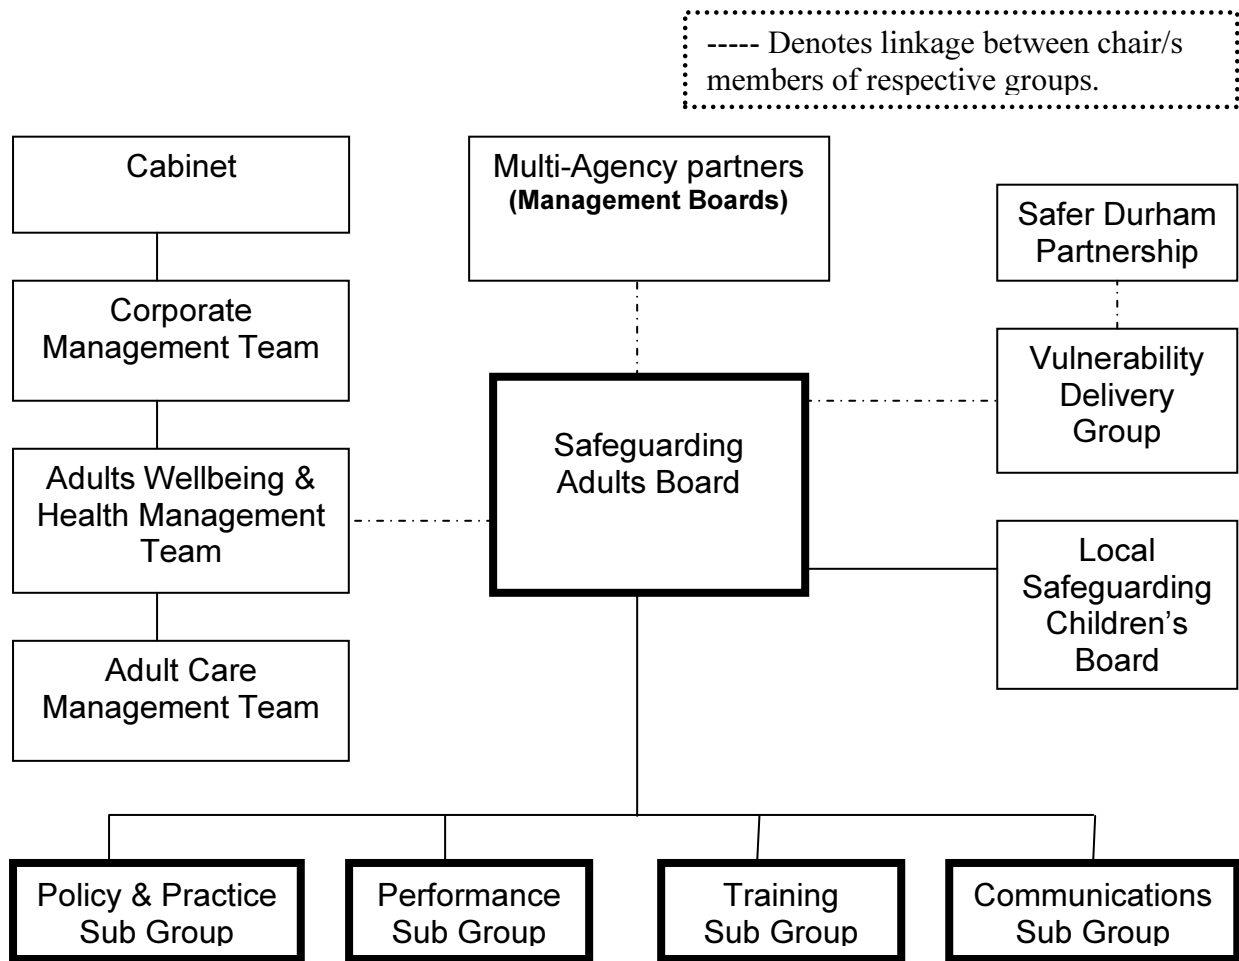 ----- Denotes linkage between chair/s
members of respective groups.
Cabinet
Multi-Agency partners
(Management Boards)
Safer Durham
Partnership
Corporate
Management Team
Vulnerability
Delivery
Group
Safeguarding
Adults Board
Adults Wellbeing &
Health Management
Team
Local
Safeguarding
Children’s
Board
Adult Care
Management Team
Policy & Practice
Sub Group
Performance
Sub Group
Training
Sub Group
Communications
Sub Group